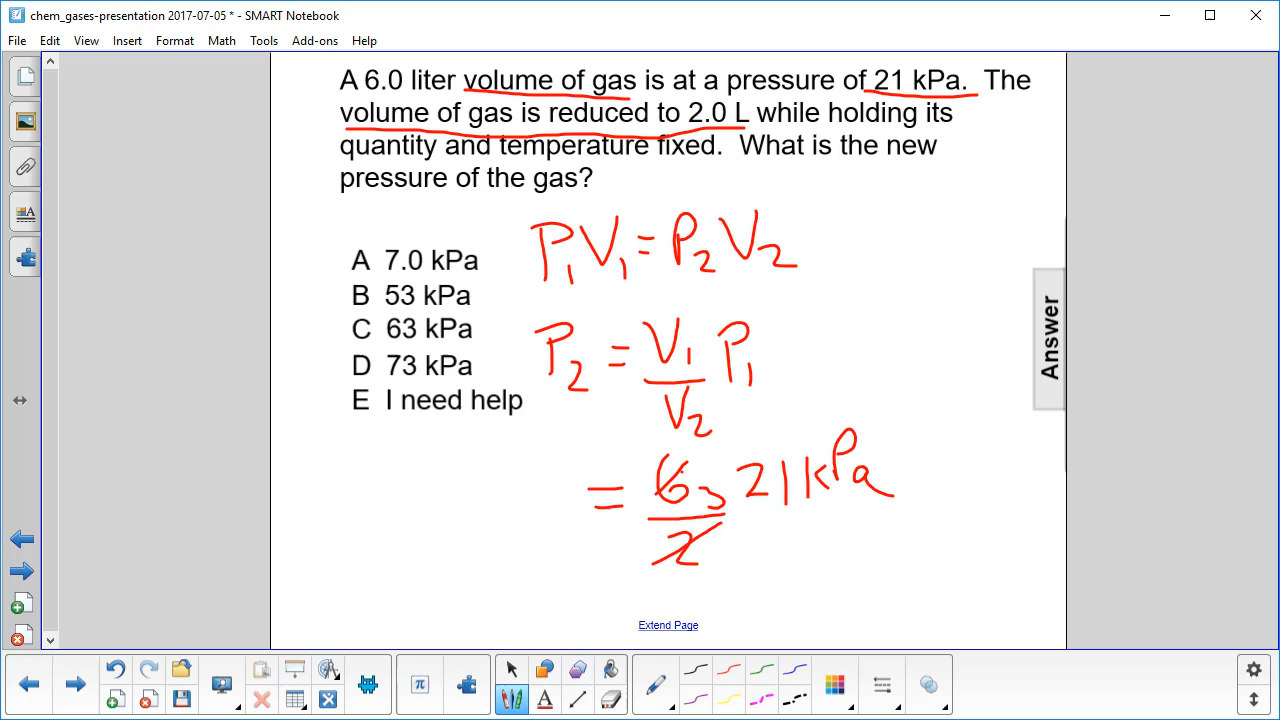 chem_gases-presentation 2017-07-05 * - SMART Notebook
File Edit View Insert Format Math Tools Add-ons Help
A 6.0 liter volume of gas is at a pressure of 21 kPa. The
volume of gas is reduced to 2.0 L while holding its
quantity and temperature fixed. What is the new
pressure of the gas?
P₁V₁ = P₂V₂
A 7.0 kPa
B 53 kPa
C 63 kPa
D 73 kPa
E I need help
P₂ = V₁/V₂ P₁
= 6 3/2 21 kPa
Answer
Extend Page
π
A